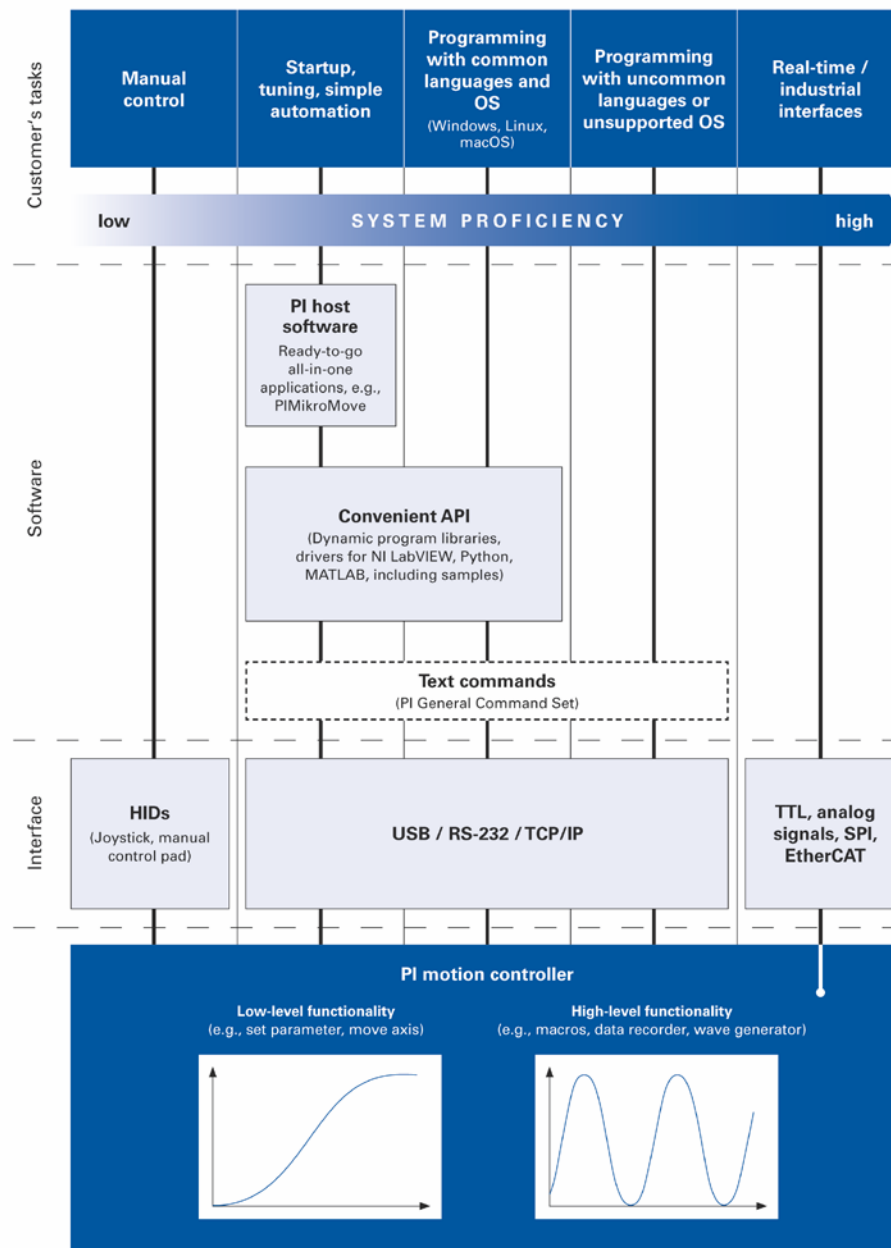 Customer's tasks
Manual
control
Startup,
tuning, simple
automation
Programming
with common
languages and
OS
(Windows, Linux,
macOS)
Programming
with uncommon
languages or
unsupported OS
Real-time /
industrial
interfaces
low
SYSTEM PROFICIENCY
high
Software
PI host
software
Ready-to-go
all-in-one
applications, e.g.,
PIMikroMove
Convenient API
(Dynamic program libraries,
drivers for NI LabVIEW, Python,
MATLAB, including samples)
Text commands
(PI General Command Set)
Interface
HIDs
(Joystick, manual
control pad)
USB / RS-232 / TCP/IP
TTL, analog
signals, SPI,
EtherCAT
PI motion controller
Low-level functionality
(e.g., set parameter, move axis)
High-level functionality
(e.g., macros, data recorder, wave generator)